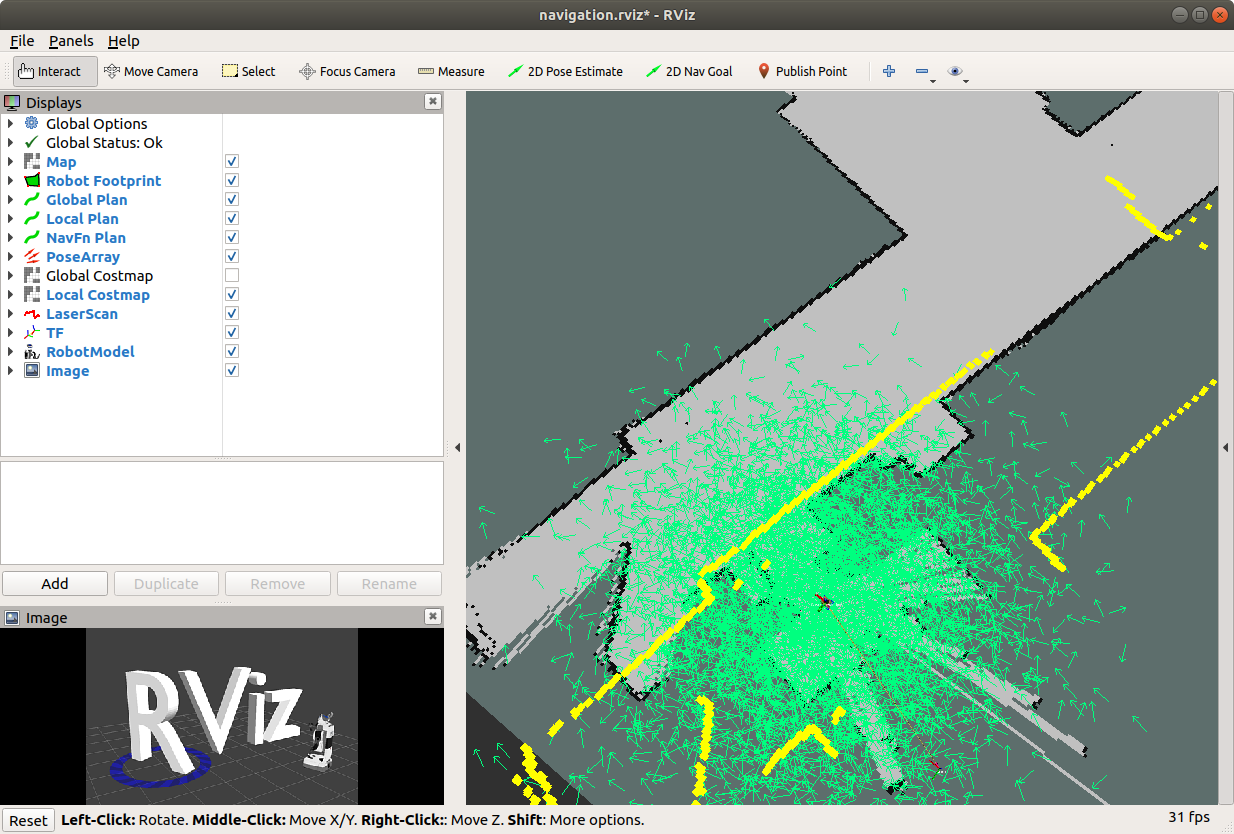 navigation.rviz* - RViz
File Panels Help
Interact Move Camera Select Focus Camera Measure 2D Pose Estimate 2D Nav Goal Publish Point
Displays
Global Options
Global Status: Ok
Map
Robot Footprint
Global Plan
Local Plan
NavFn Plan
PoseArray
Global Costmap
Local Costmap
LaserScan
TF
RobotModel
Image
Add Duplicate Remove Rename
Image
RViz
Reset Left-Click: Rotate. Middle-Click: Move X/Y. Right-Click:: Move Z. Shift: More options. 31 fps